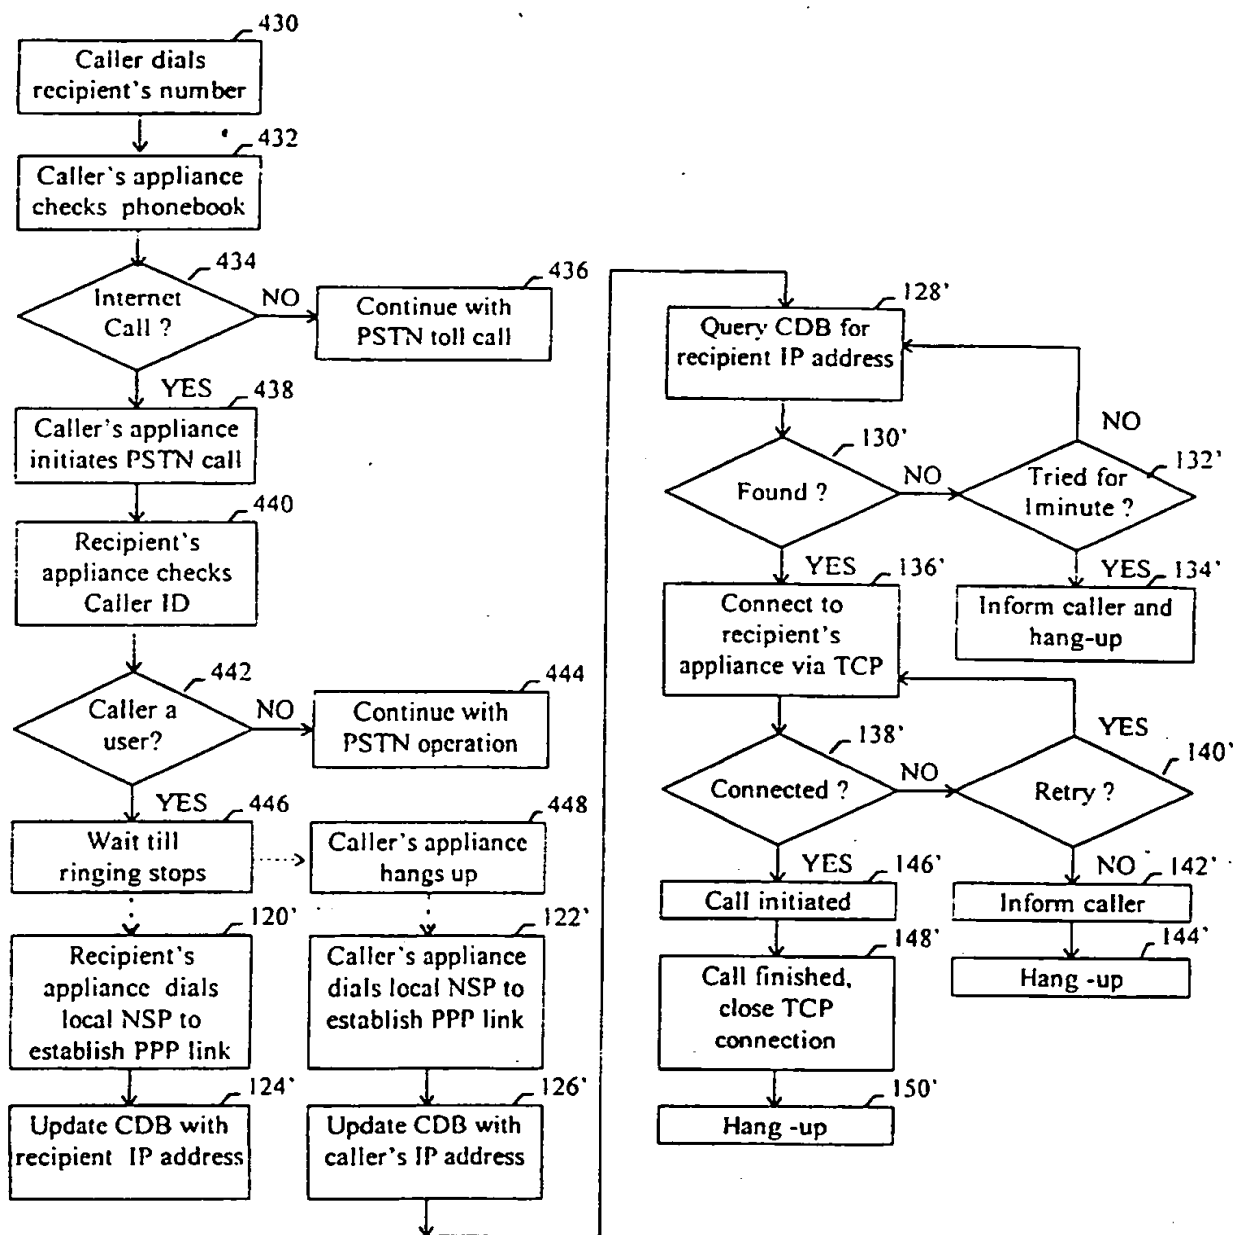 430
Caller dials
recipient's number
432
Caller's appliance
checks phonebook
434
Internet
Call ?
NO
436
Continue with
PSTN toll call
YES
438
Caller's appliance
initiates PSTN call
440
Recipient's
appliance checks
Caller ID
442
Caller a
user?
NO
444
Continue with
PSTN operation
YES
446
Wait till
ringing stops
448
Caller's appliance
hangs up
120'
Recipient's
appliance dials
local NSP to
establish PPP link
122'
Caller's appliance
dials local NSP to
establish PPP link
124'
Update CDB with
recipient IP address
126'
Update CDB with
caller's IP address
128'
Query CDB for
recipient IP address
130'
Found ?
NO
132'
Tried for
1minute ?
NO
YES
134'
Inform caller and
hang-up
YES
136'
Connect to
recipient's
appliance via TCP
138'
Connected ?
NO
140'
Retry ?
YES
NO
142'
Inform caller
144'
Hang -up
YES
146'
Call initiated
148'
Call finished,
close TCP
connection
150'
Hang -up